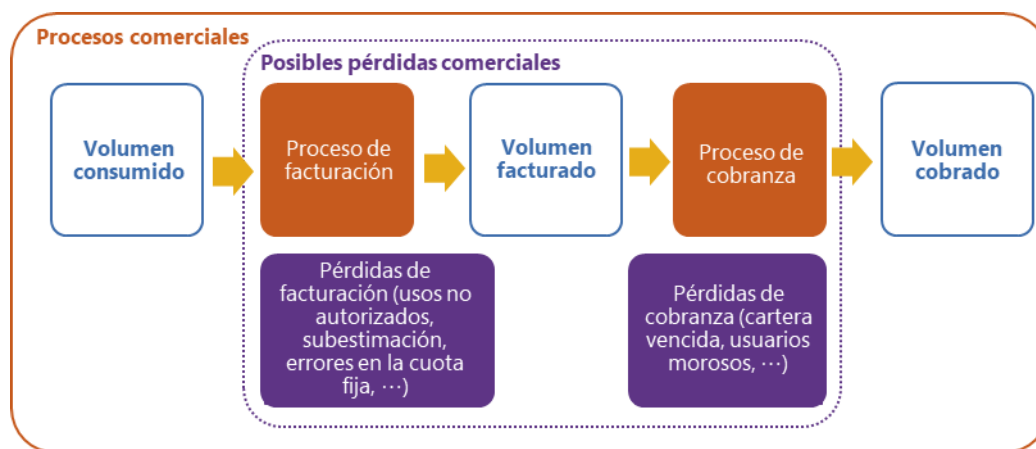 Procesos comerciales
Posibles pérdidas comerciales
Volumen
consumido
Proceso de
facturación
Volumen
facturado
Proceso de
cobranza
Volumen
cobrado
Pérdidas de
facturación (usos no
autorizados,
subestimación,
errores en la cuota
fija, ⋯)
Pérdidas de
cobranza (cartera
vencida, usuarios
morosos, ⋯)